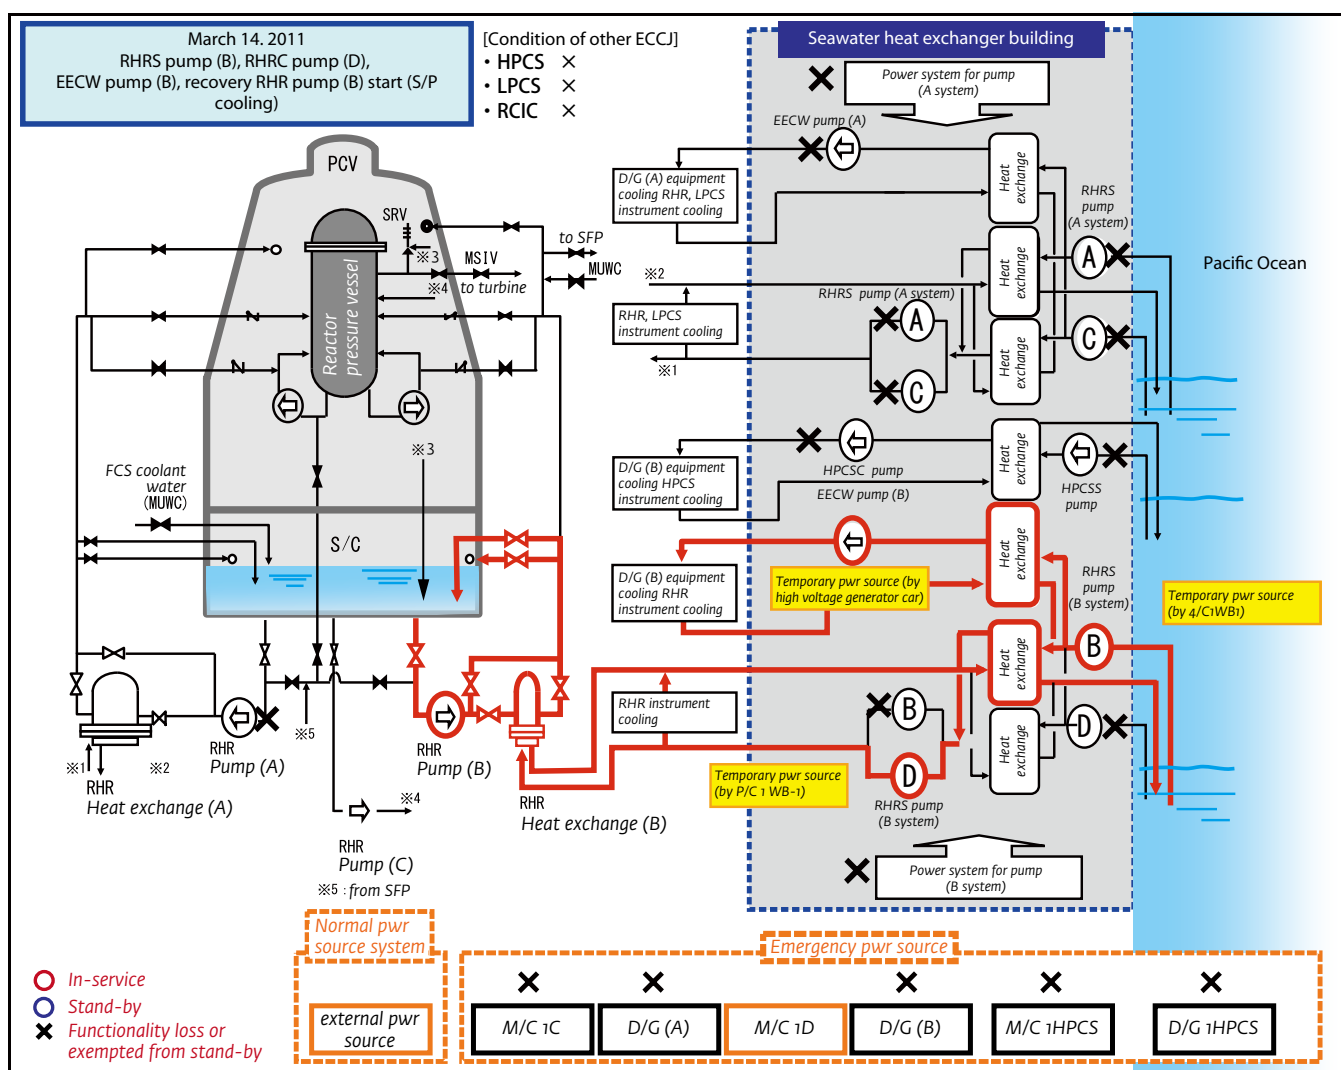 March 14. 2011
RHRS pump (B), RHRC pump (D),
EECW pump (B), recovery RHR pump (B) start (S/P
cooling)
[Condition of other ECCJ]
・HPCS ×
・LPCS ×
・RCIC ×
Seawater heat exchanger building
Power system for pump
(A system)
EECW pump (A)
D/G (A) equipment
cooling RHR, LPCS
instrument cooling
Heat
exchange
RHRS
pump
(A system)
A
Pacific Ocean
PCV
SRV
※3
MSIV
※4
to turbine
to SFP
MUWC
Reactor
pressure vessel
※2
RHR, LPCS
instrument cooling
※1
RHRS pump (A system)
A
C
Heat
exchange
Heat
exchange
C
※3
FCS coolant
water
(MUWC)
S/C
D/G (B) equipment
cooling HPCS
instrument cooling
HPCSC pump
EECW pump (B)
Heat
exchange
HPCSS
pump
D/G (B) equipment
cooling RHR
instrument cooling
Temporary pwr source (by
high voltage generator car)
Heat
exchange
RHRS
pump
(B system)
Temporary pwr source
(by 4/C1WB1)
B
RHR instrument
cooling
Heat
exchange
B
D
Heat
exchange
D
Temporary pwr source
(by P/C 1 WB-1)
RHRS pump
(B system)
※1
※2
RHR
Heat exchange (A)
RHR
Pump (A)
※5
RHR
Pump (B)
RHR
Heat exchange (B)
※4
RHR
Pump (C)
※5 : from SFP
Power system for pump
(B system)
Normal pwr
source system
Emergency pwr source
In-service
Stand-by
Functionality loss or
exempted from stand-by
external pwr
source
M/C 1C
D/G (A)
M/C 1D
D/G (B)
M/C 1HPCS
D/G 1HPCS